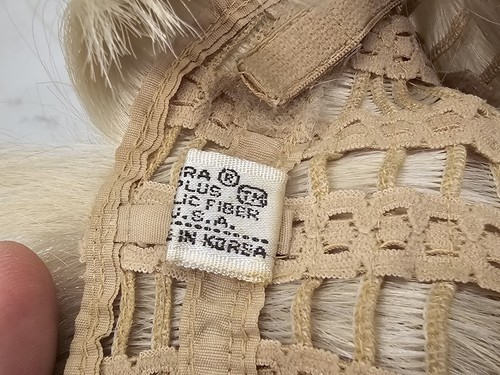 RA ®
PLUS ™
LIC FIBER
U.S.A.
E IN KOREA